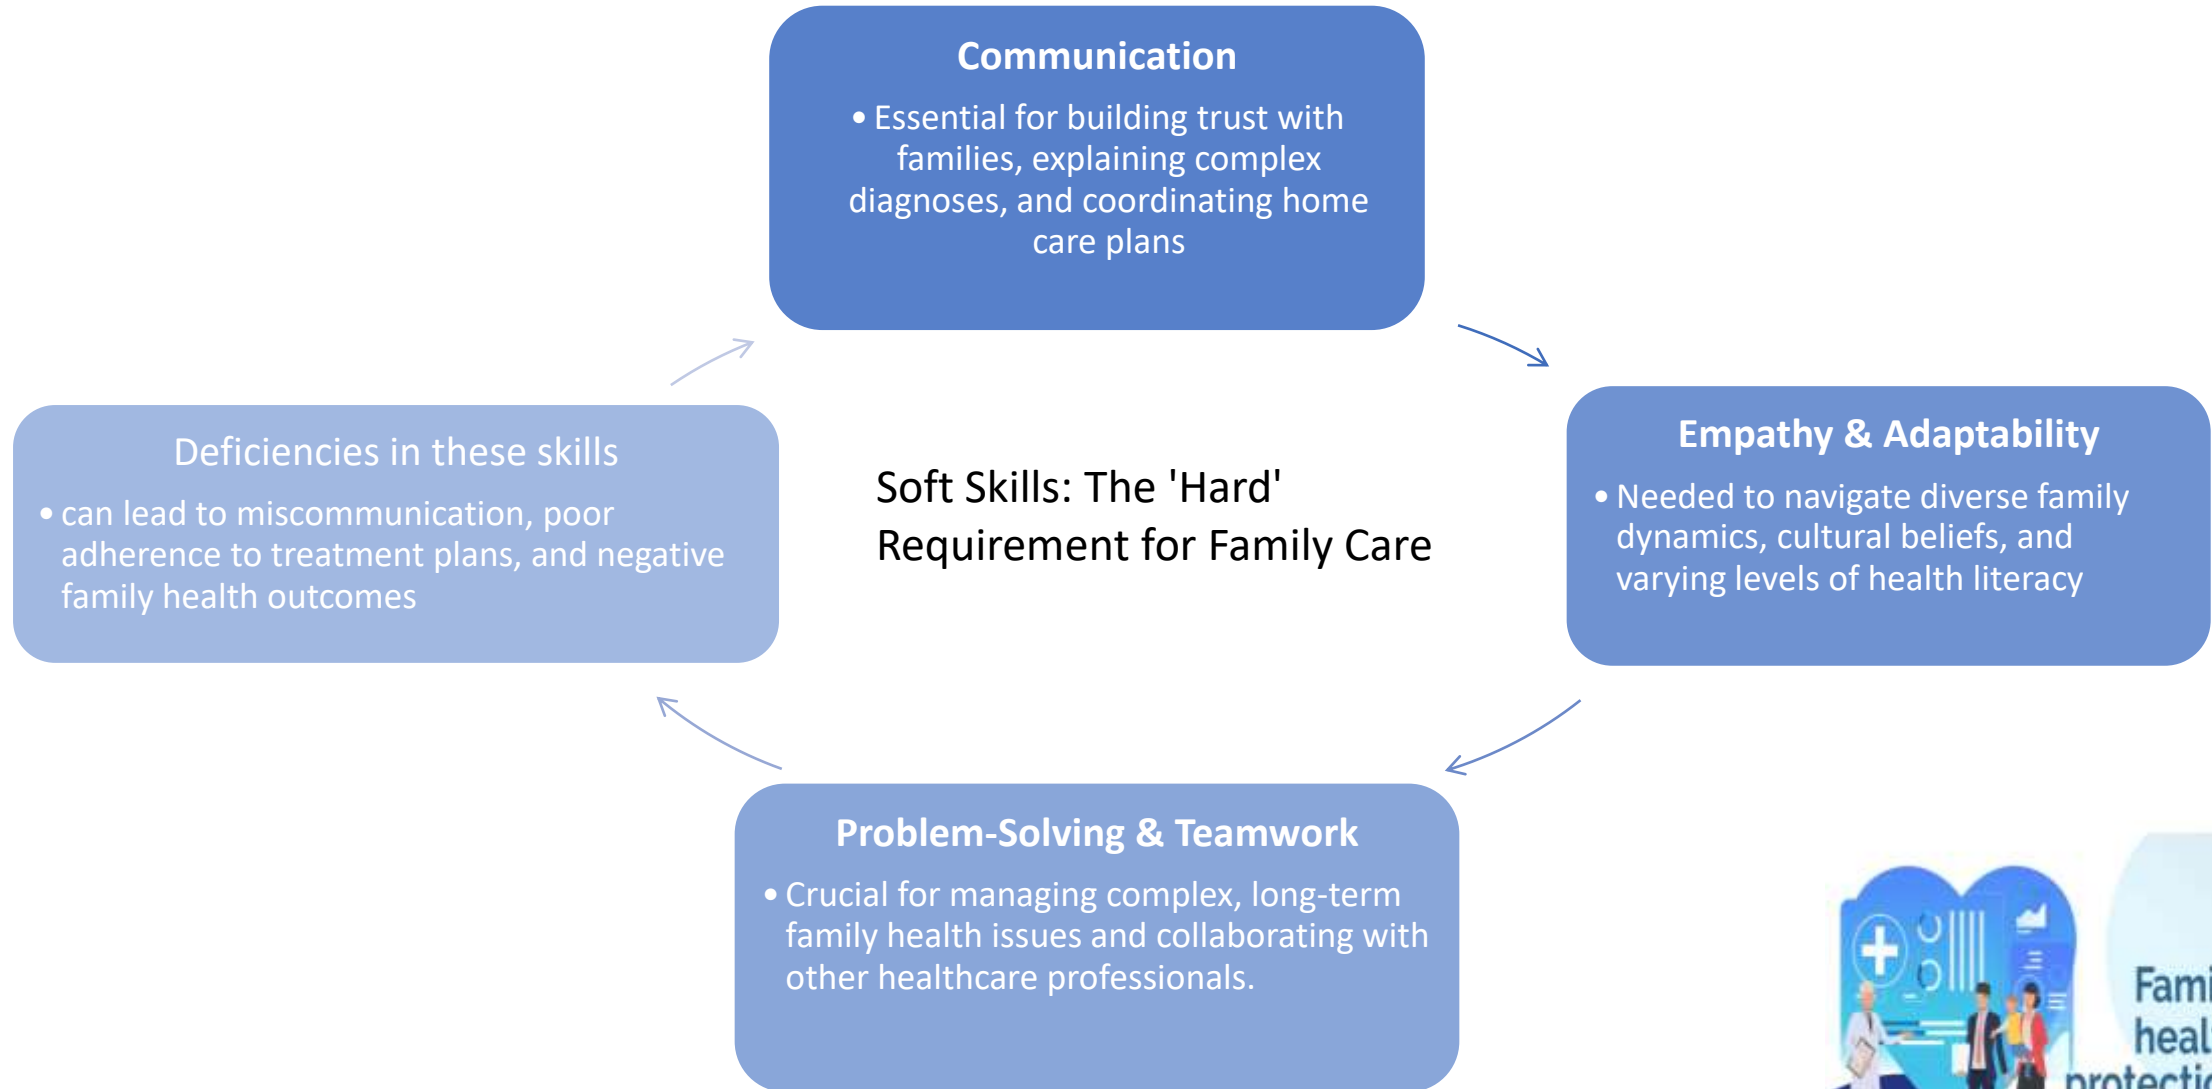 Communication
• Essential for building trust with
families, explaining complex
diagnoses, and coordinating home
care plans
Empathy & Adaptability
• Needed to navigate diverse family
dynamics, cultural beliefs, and
varying levels of health literacy
Soft Skills: The 'Hard'
Requirement for Family Care
Problem-Solving & Teamwork
• Crucial for managing complex, long-term
family health issues and collaborating with
other healthcare professionals.
Deficiencies in these skills
• can lead to miscommunication, poor
adherence to treatment plans, and negative
family health outcomes